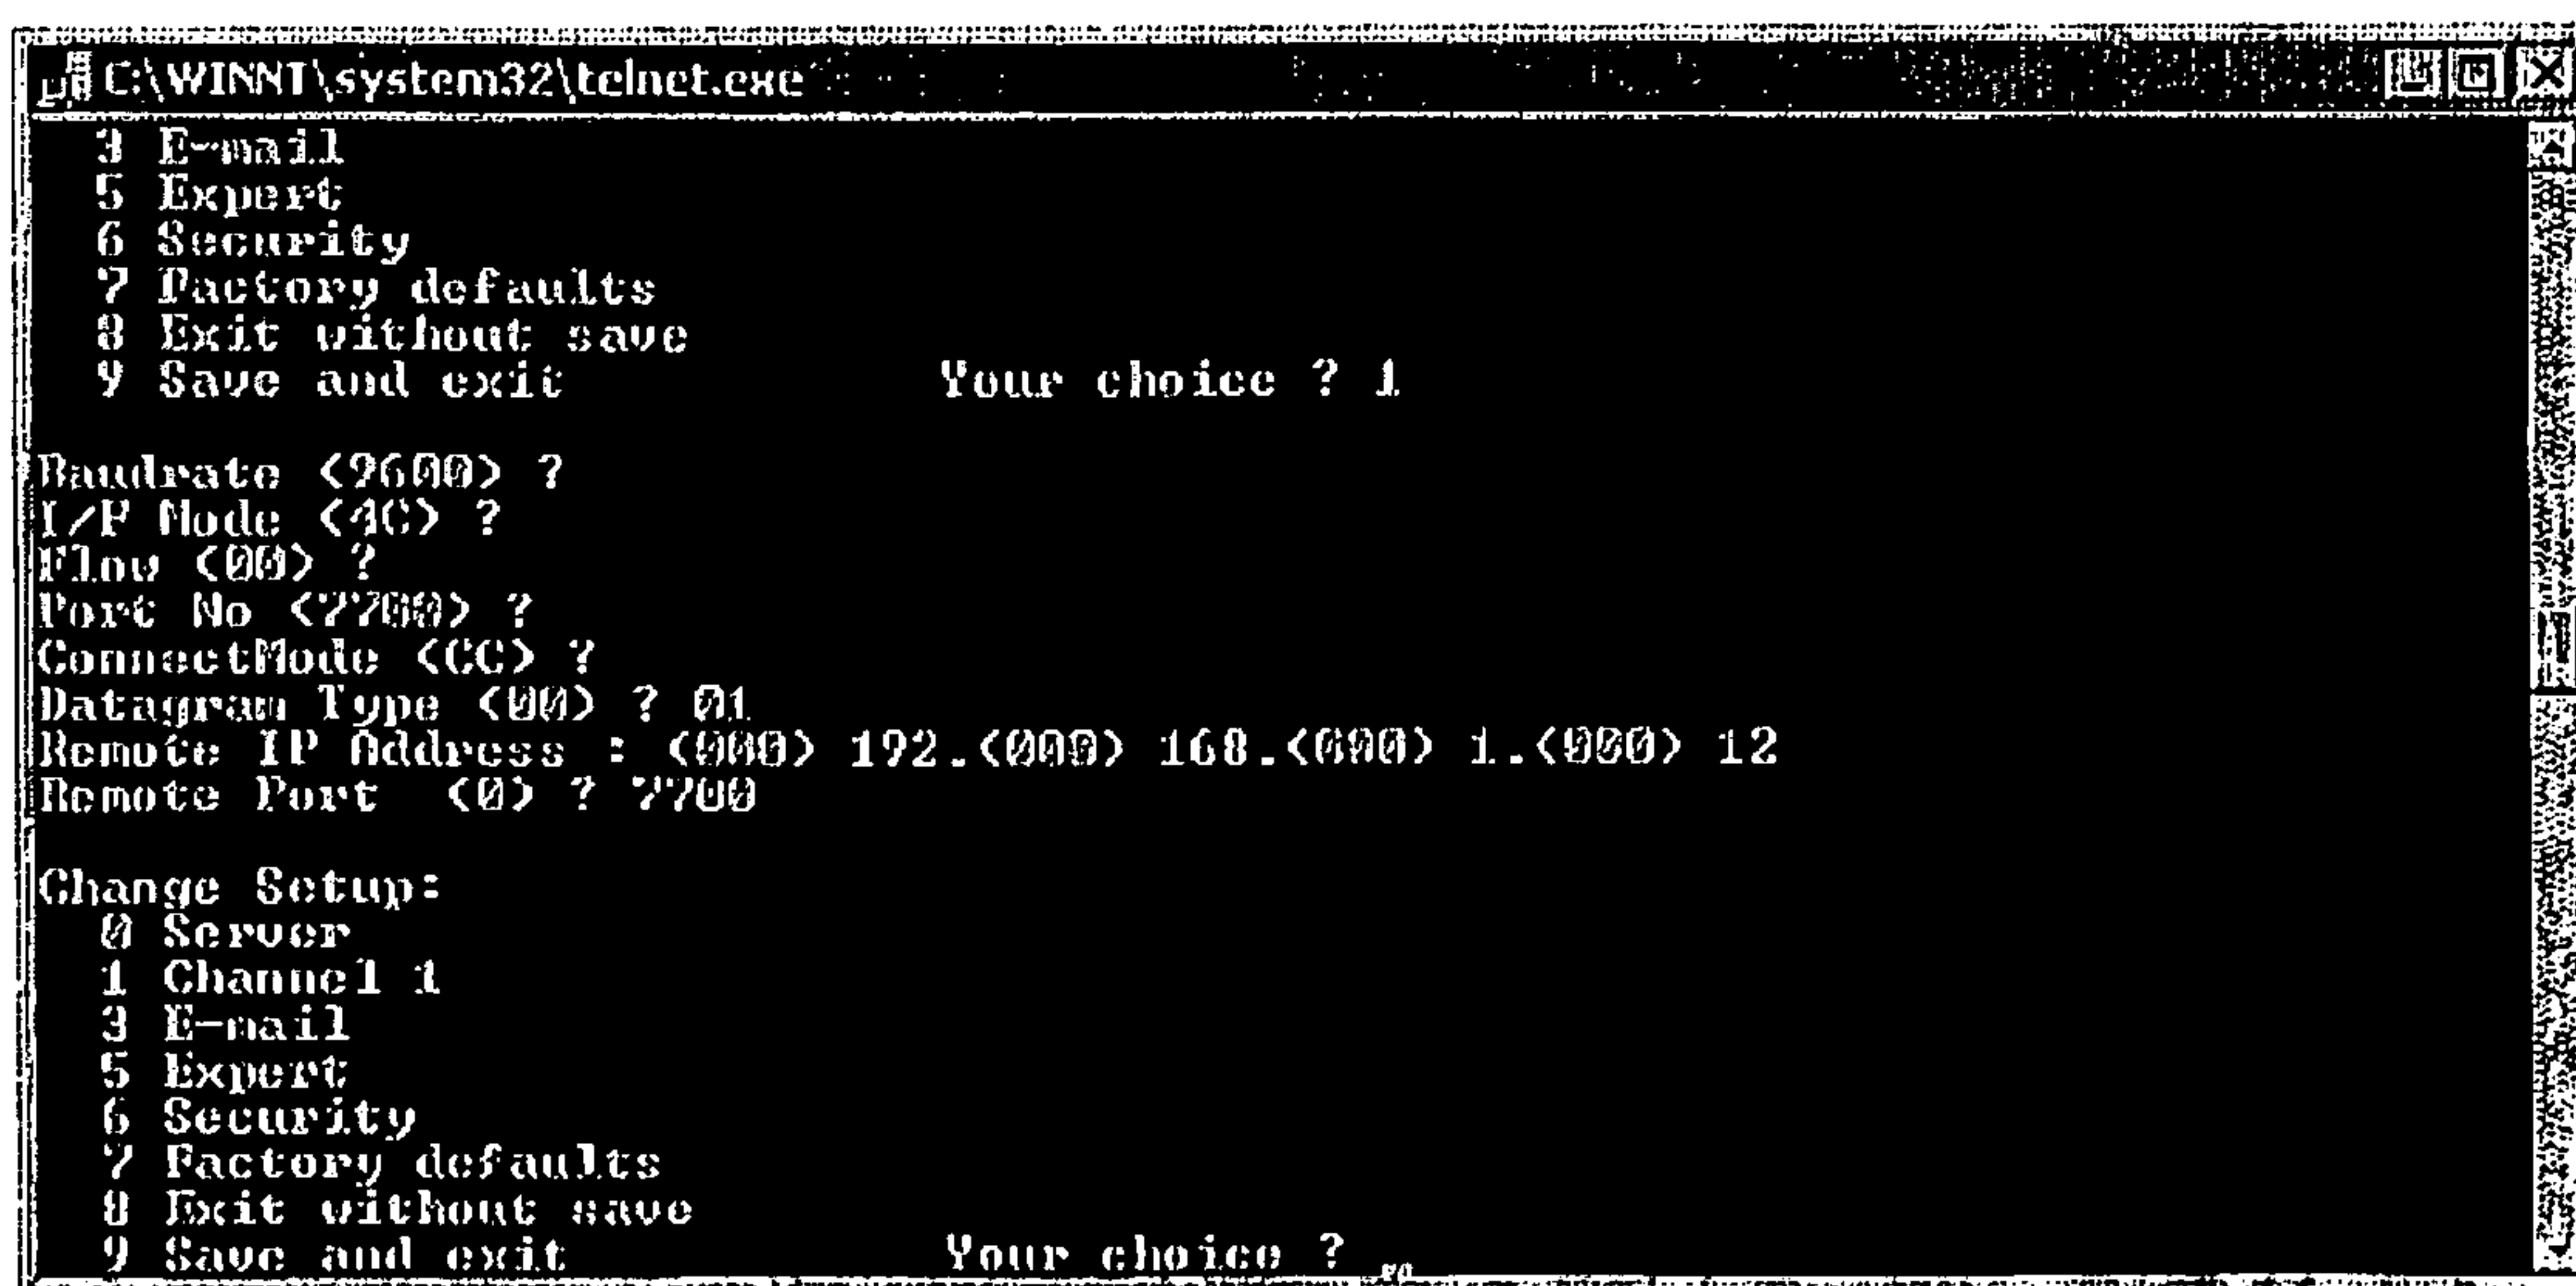 C:\WINNT\system32\telnet.exe
3 E-mail
5 Expert
6 Security
7 Factory defaults
8 Exit without save
9 Save and exit Your choice ? 1
Baudrate (9600) ?
I/F Mode (4C) ?
Flow (00) ?
Port No (7700) ?
ConnectMode (CC) ?
Datagram Type (00) ? 01
Remote IP Address : (000) 192.(000) 168.(000) 1.(000) 12
Remote Port (0) ? 7700
Change Setup:
0 Server
1 Channel 1
3 E-mail
5 Expert
6 Security
7 Factory defaults
8 Exit without save
9 Save and exit Your choice ? _